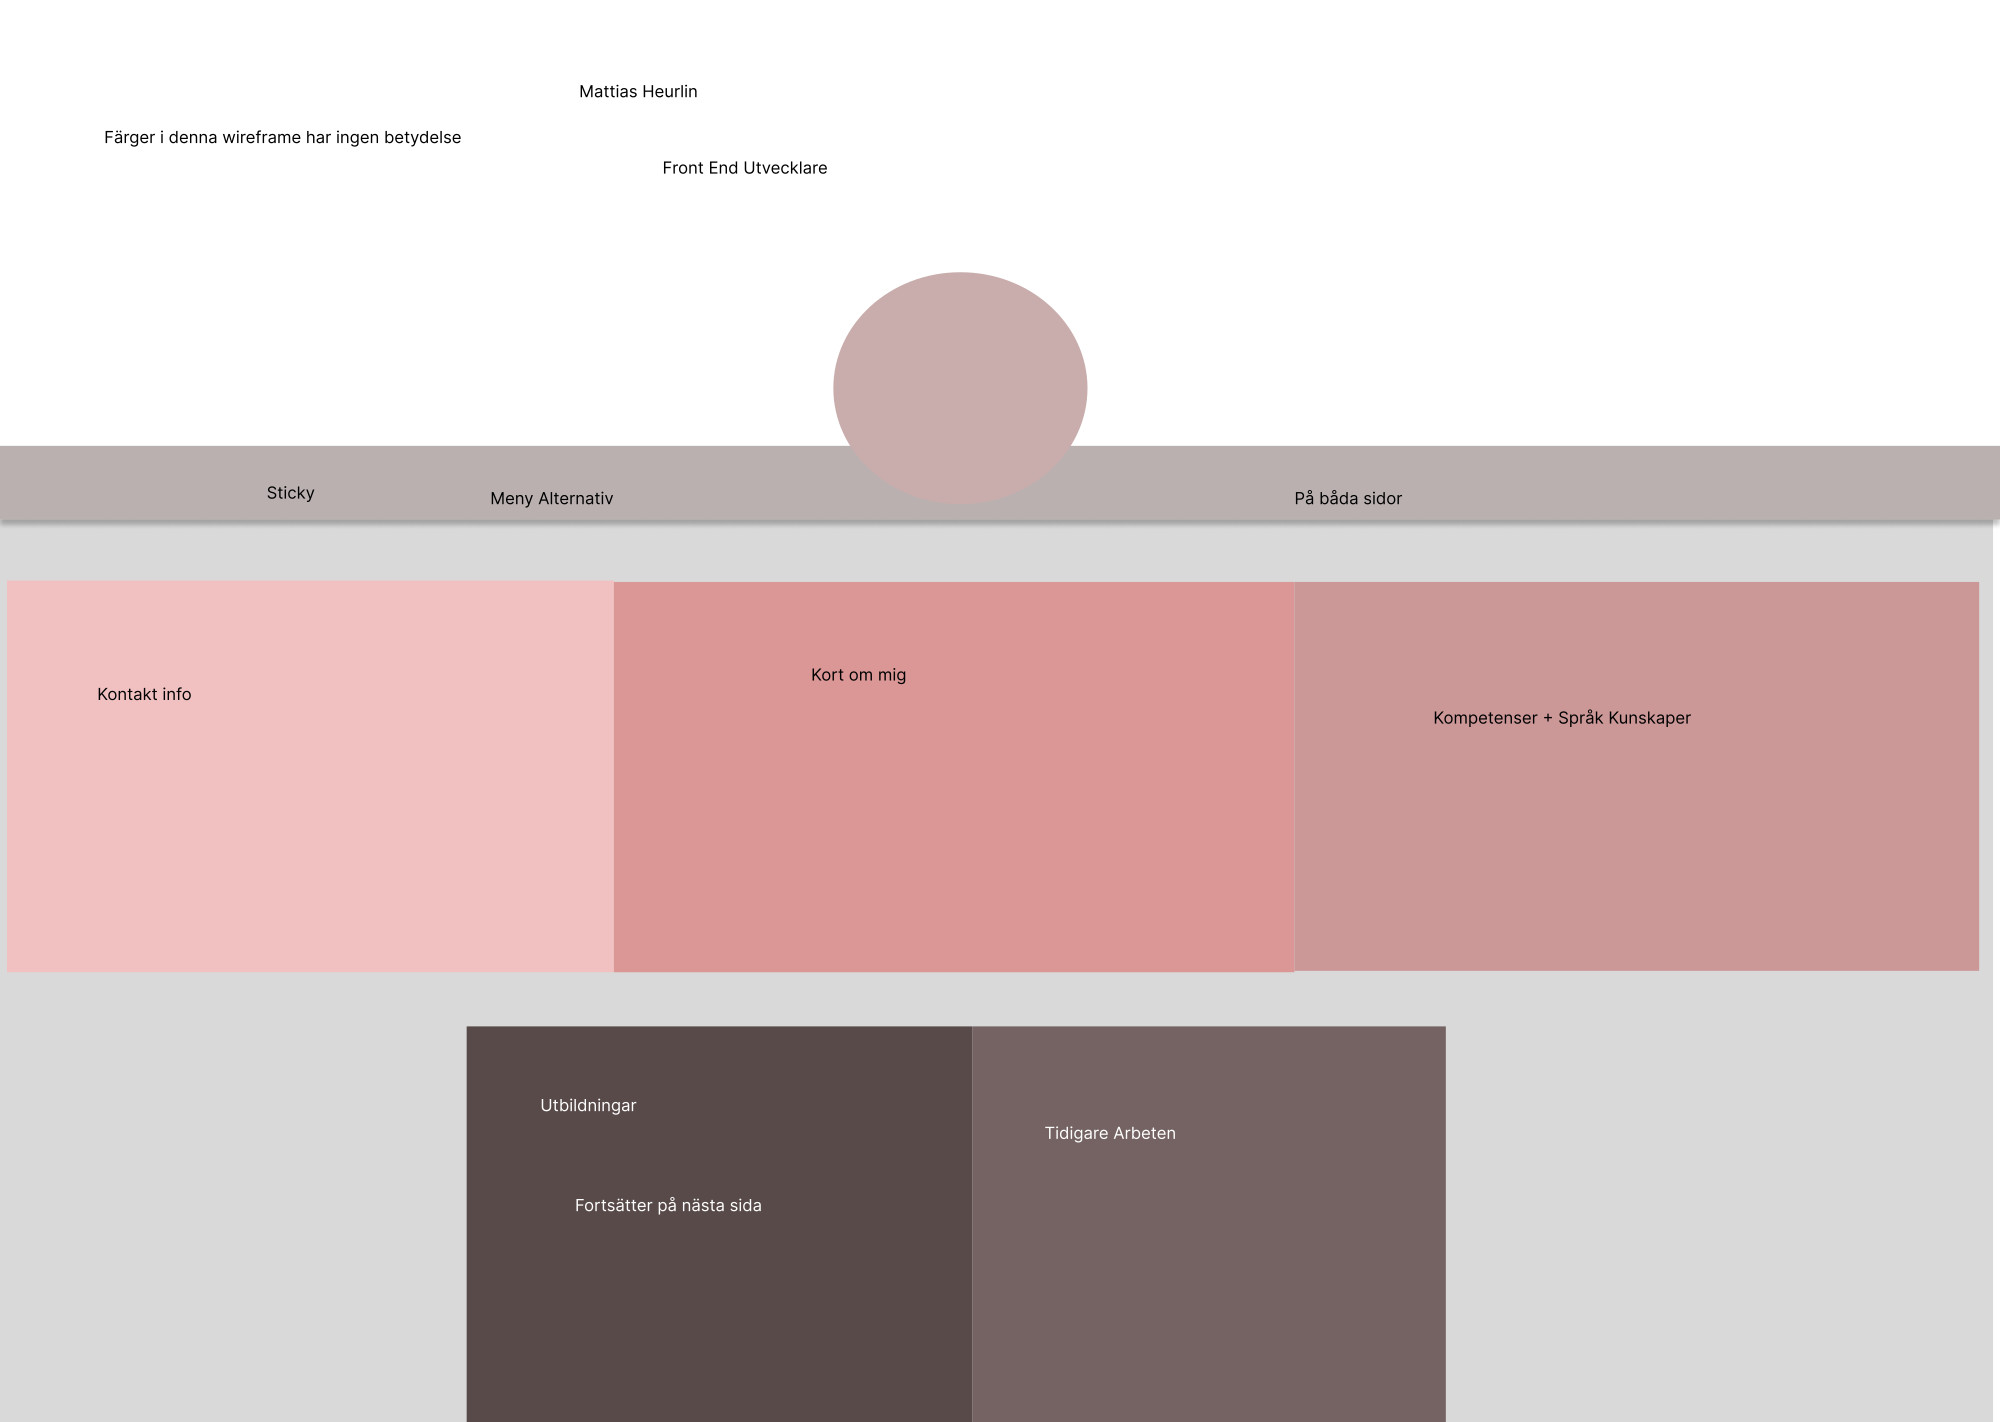 Mattias Heurlin
Färger i denna wireframe har ingen betydelse
Front End Utvecklare
Sticky
Meny Alternativ
På båda sidor
Kontakt info
Kort om mig
Kompetenser + Språk Kunskaper
Utbildningar
Tidigare Arbeten
Fortsätter på nästa sida